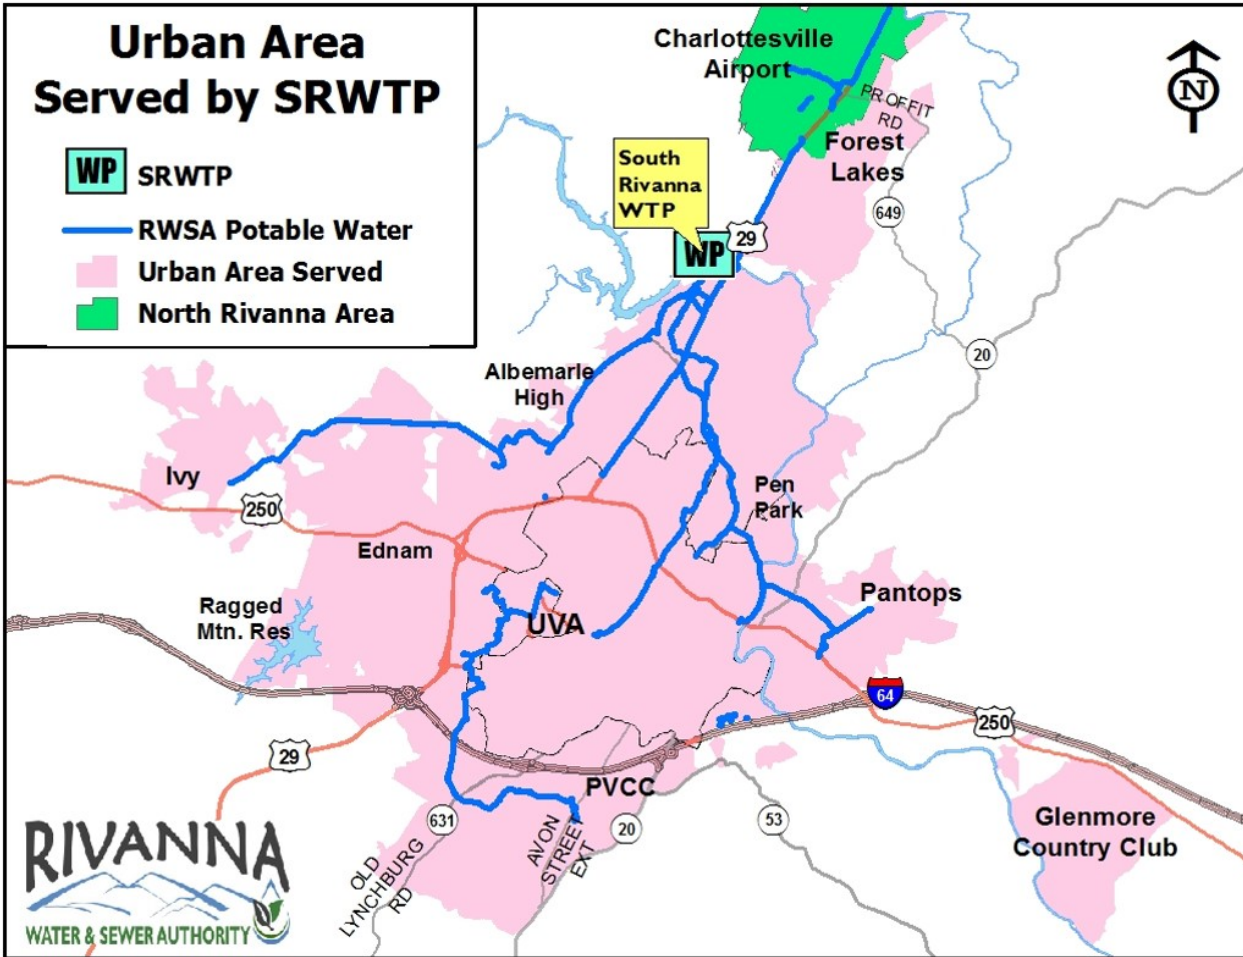 Urban Area
Served by SRWTP
WP SRWTP
RWSA Potable Water
Urban Area Served
North Rivanna Area
Charlottesville
Airport
N
PROFFIT
RD
Forest
Lakes
South
Rivanna
WTP
WP
29
649
20
Albemarle
High
Ivy
250
Pen
Park
Ednam
Ragged
Mtn. Res
UVA
Pantops
64
250
29
PVCC
631
20
53
OLD
LYNCHBURG
RD
AVON
STREET
EXT
Glenmore
Country Club
RIVANNA
WATER & SEWER AUTHORITY